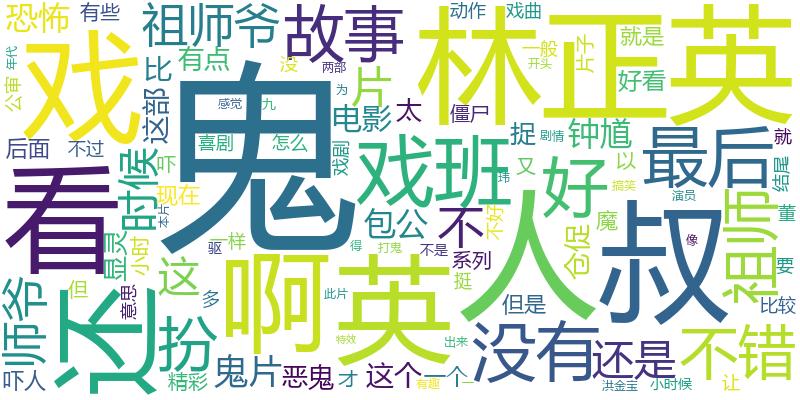 恐怖
有些
祖师爷
故事
动作
戏曲
林正英
一般
开头
片子
就是
好看
年代
公审
戏
有点
没
两部
片
为
这部
召
鬼
感觉
九
电影
太
僵尸
捉
剧情
钟馗
最后
就
后面
不过
吓
喜剧
怎么
戏剧
戏班
又
以
结尾
看
时候
现在
本片
玮
好
搞笑
演员
包公
不
不好
魔
人
叔
祖师
董
显灵
小时
驱
一样
得
打鬼
不是
系列
仓促
像
要
师爷
但
意思
这
多
啊
英
挺
但是
比较
还
扮
此片
没有
不错
吓人
精彩
鬼片
恶鬼
才
这个
一个
特效
出来
有趣
一
还是
洪金宝
小时候
让